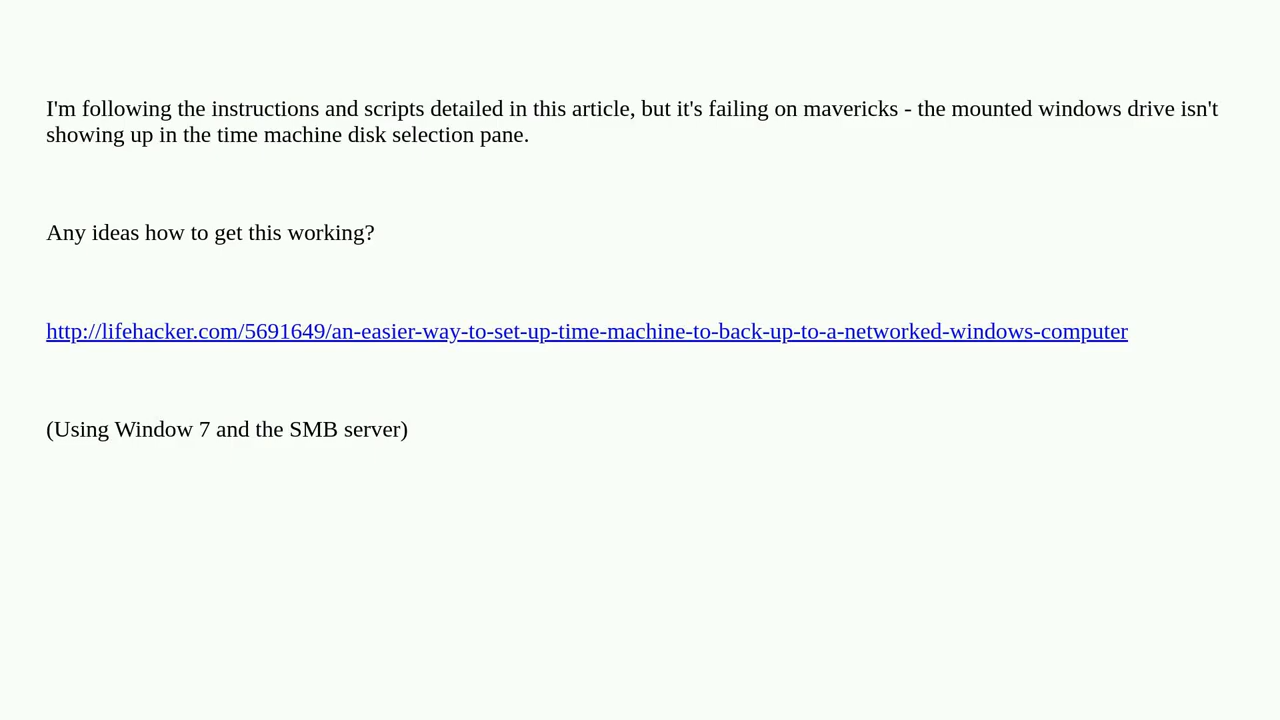 I'm following the instructions and scripts detailed in this article, but it's failing on mavericks - the mounted windows drive isn't
showing up in the time machine disk selection pane.
Any ideas how to get this working?
http://lifehacker.com/5691649/an-easier-way-to-set-up-time-machine-to-back-up-to-a-networked-windows-computer
(Using Window 7 and the SMB server)